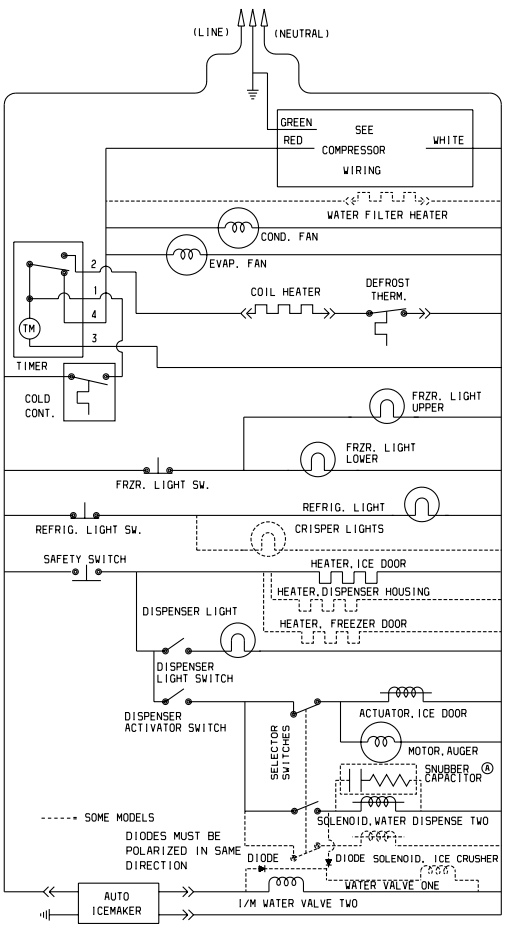 (LINE)
(NEUTRAL)
GREEN
RED
SEE
COMPRESSOR
WIRING
WHITE
WATER FILTER HEATER
COND. FAN
EVAP. FAN
2
1
4
3
TM
TIMER
COIL HEATER
DEFROST
THERM.
COLD
CONT.
FRZR. LIGHT
UPPER
FRZR. LIGHT
LOWER
FRZR. LIGHT SW.
REFRIG. LIGHT
REFRIG. LIGHT SW.
CRISPER LIGHTS
SAFETY SWITCH
HEATER, ICE DOOR
HEATER, DISPENSER HOUSING
DISPENSER LIGHT
HEATER, FREEZER DOOR
DISPENSER
LIGHT SWITCH
DISPENSER
ACTIVATOR SWITCH
SELECTOR
SWITCHES
ACTUATOR, ICE DOOR
MOTOR, AUGER
SNUBBER
CAPACITOR
A
SOLENOID, WATER DISPENSE TWO
---- SOME MODELS
DIODES MUST BE
POLARIZED IN SAME
DIRECTION
DIODE
DIODE
SOLENOID, ICE CRUSHER
WATER VALVE ONE
AUTO
ICEMAKER
I/M WATER VALVE TWO